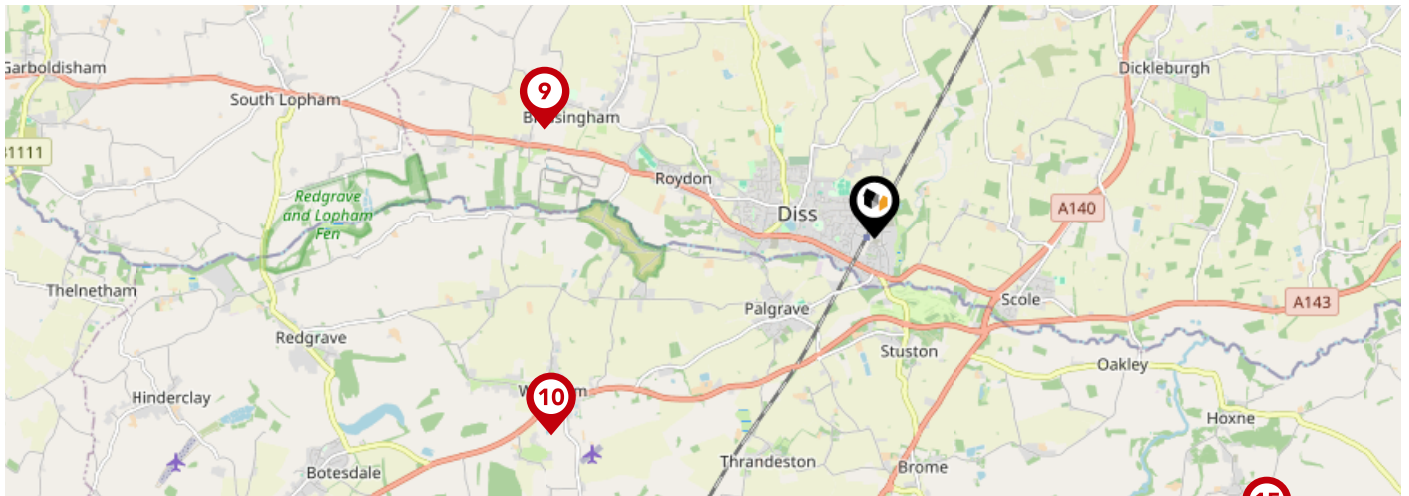 Garboldisham
Dickleburgh
9
South Lopham
Roydon
B1111
Redgrave
and Lopham
Fen
Diss
A140
Thelnetham
Scole
A143
Palgrave
Redgrave
Stuston
Oakley
10
Hinderclay
Hoxne
Thrandeston
Brome
Botesdale